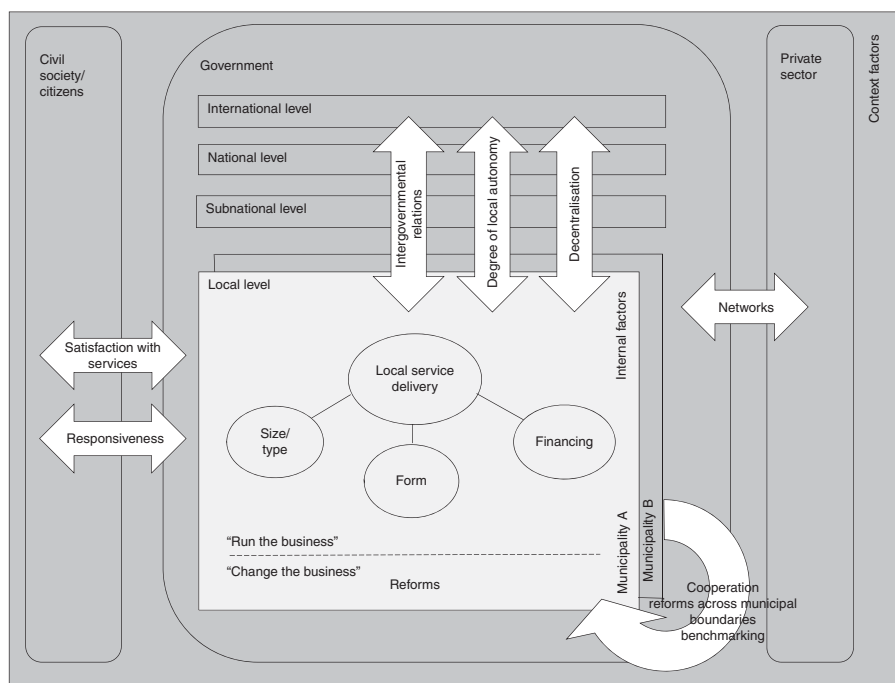 Civil
society/
citizens
Government
Private
sector
Context factors
International level
National level
Subnational level
Intergovernmental
relations
Degree of local autonomy
Decentralisation
Local level
Internal factors
Networks
Satisfaction with
services
Responsiveness
Local service
delivery
Size/
type
Form
Financing
“Run the business”
“Change the business”
Reforms
Municipality A
Municipality B
Cooperation
reforms across municipal
boundaries
benchmarking